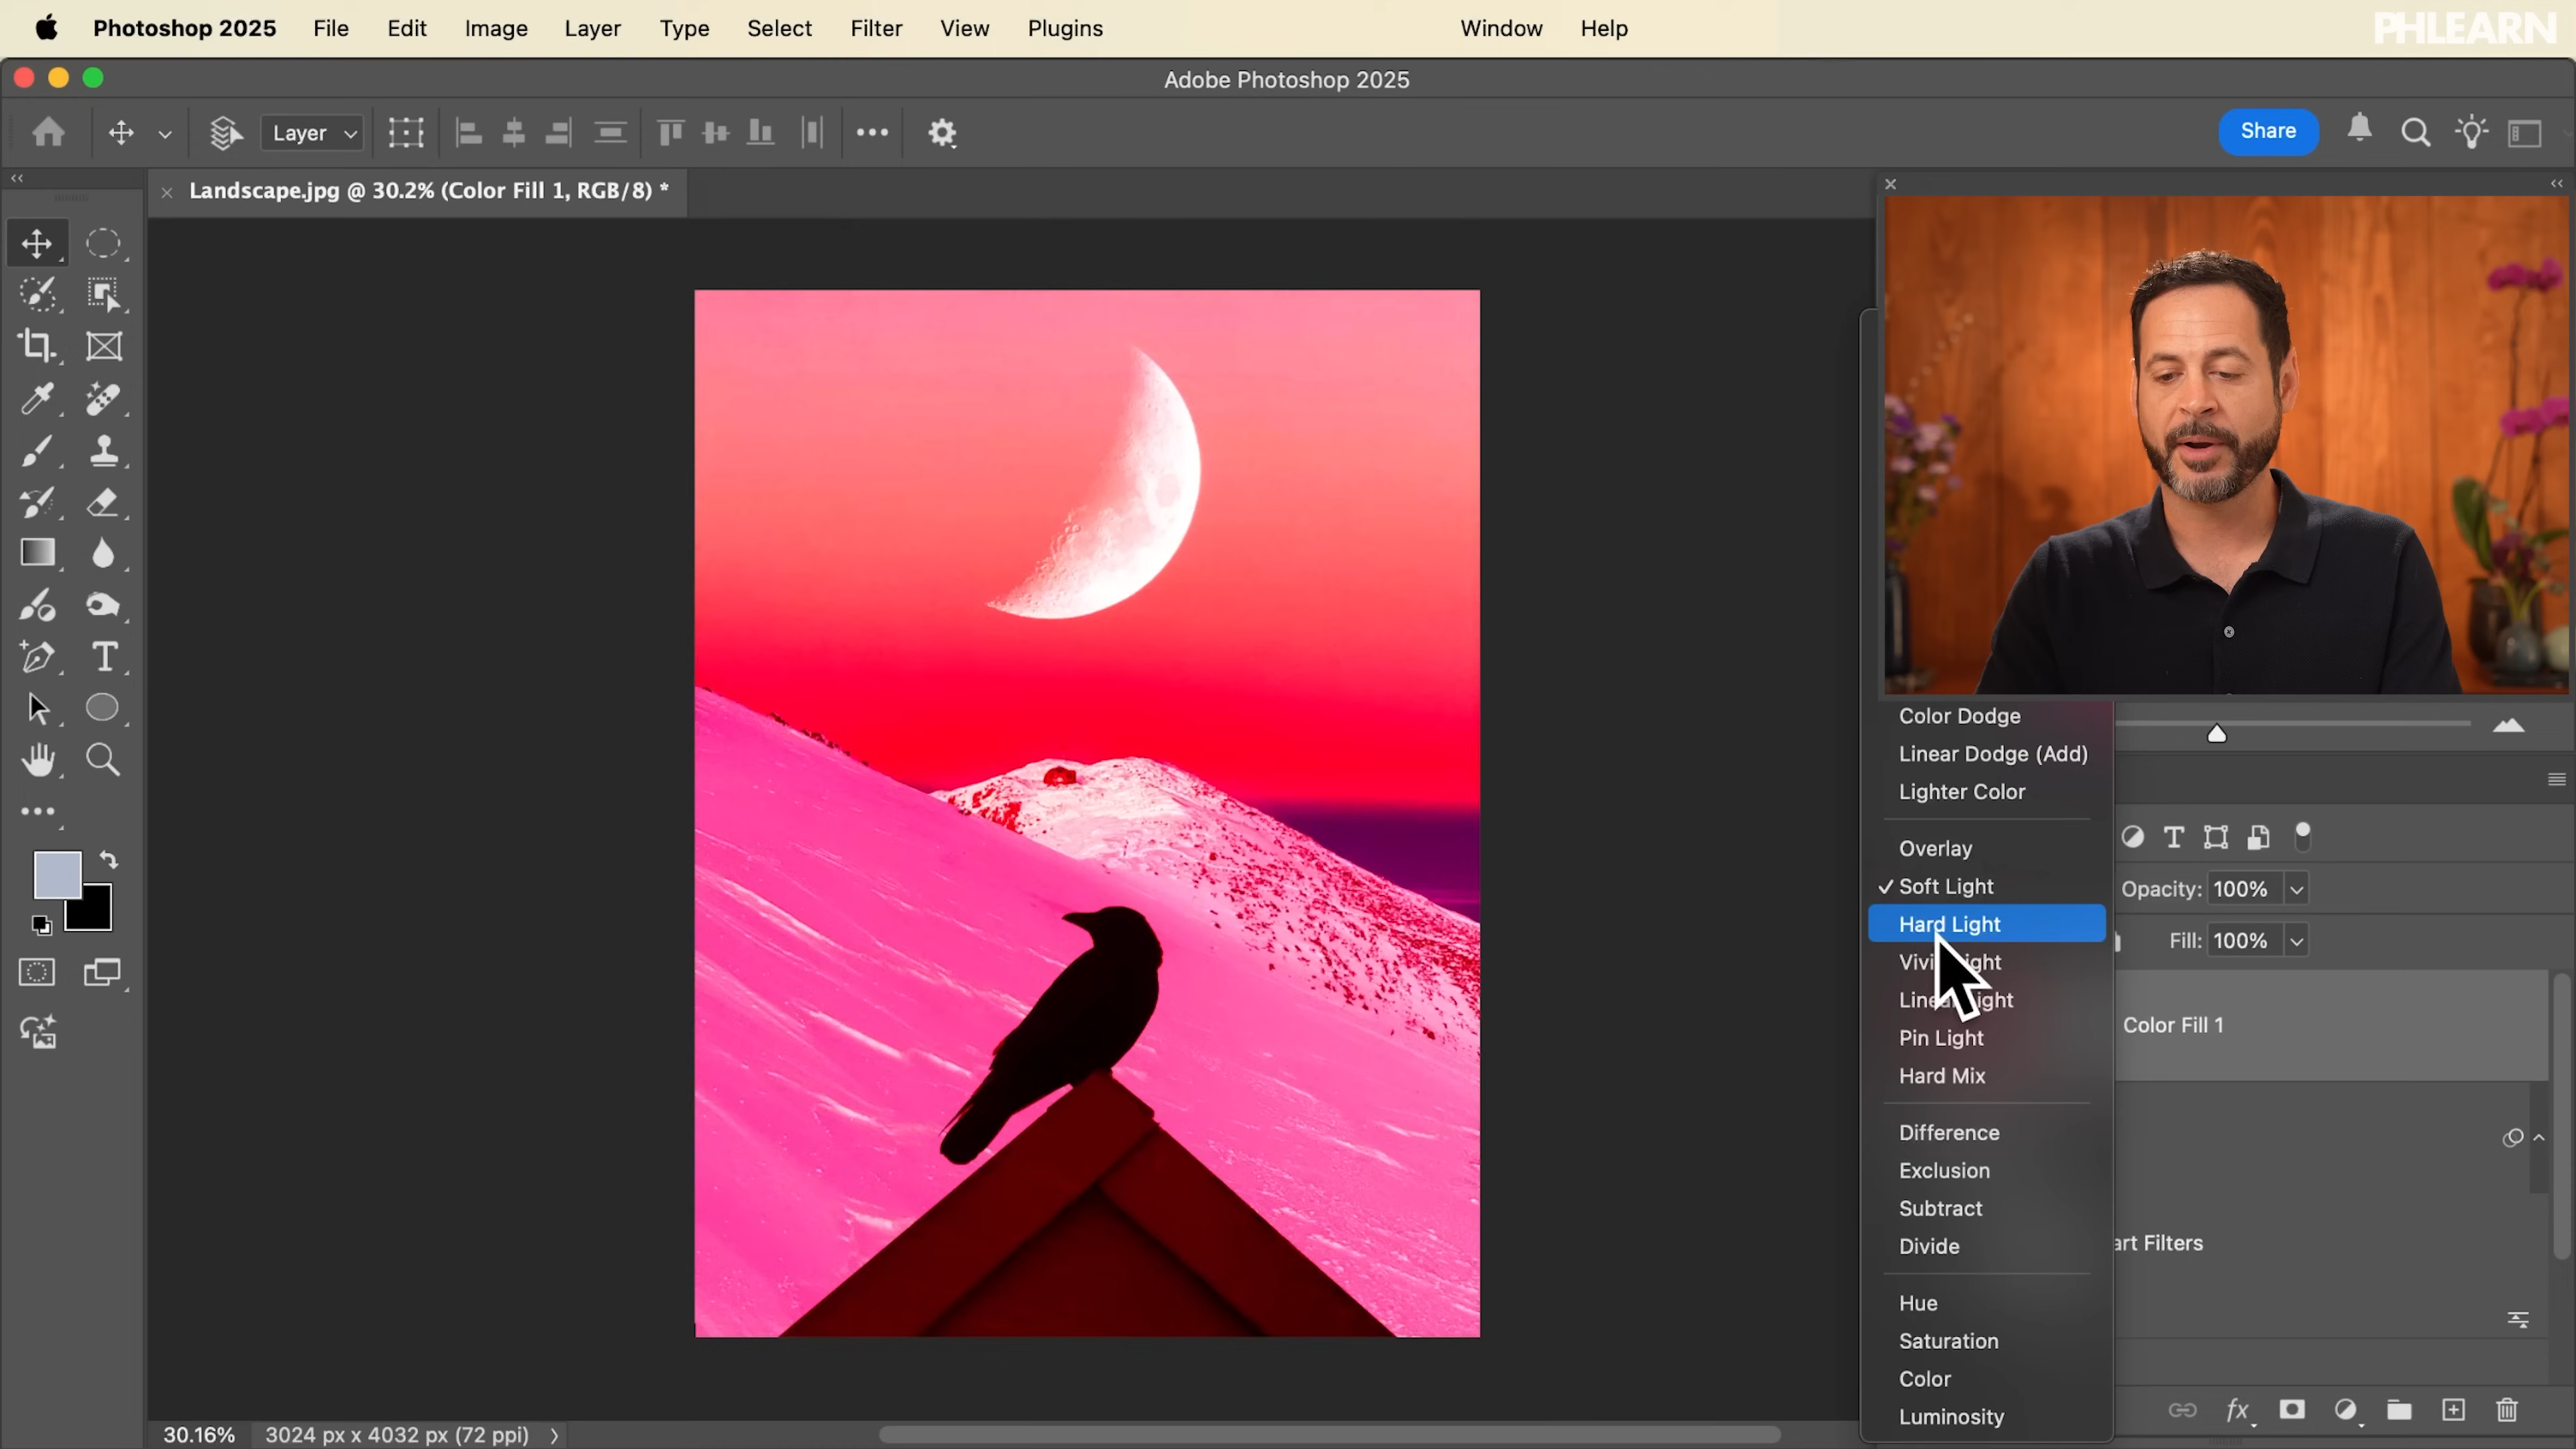 Photoshop 2025 File Edit Image Layer Type Select Filter View Plugins Window Help
PHLEARN
Adobe Photoshop 2025
Layer
Share
Landscape.jpg @ 30.2% (Color Fill 1, RGB/8) *
Color Dodge
Linear Dodge (Add)
Lighter Color
Overlay
Soft Light
Opacity: 100%
Hard Light
Fill: 100%
Light
Light
Color Fill 1
Pin Light
Hard Mix
Difference
Exclusion
Subtract
Divide
art Filters
Hue
Saturation
Color
Luminosity
fx
30.16% 3024 px x 4032 px (72 ppi)